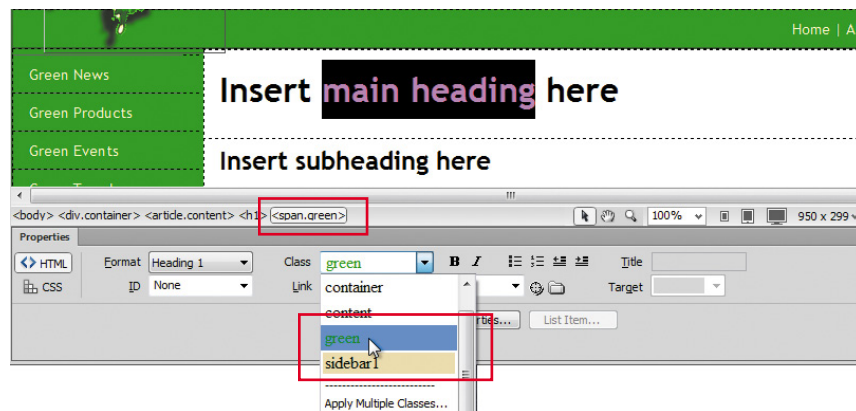 Home | A
Green News
Insert main heading here
Green Products
Green Events
Insert subheading here
<body> <div.container> <article.content> <h1> <span.green>
100%
950 x 299
Properties
<> HTML
Format
Heading 1
Class
green
B I
Title
CSS
ID
None
Link
container
Target
content
green
rties...
List Item...
sidebar1
Apply Multiple Classes...